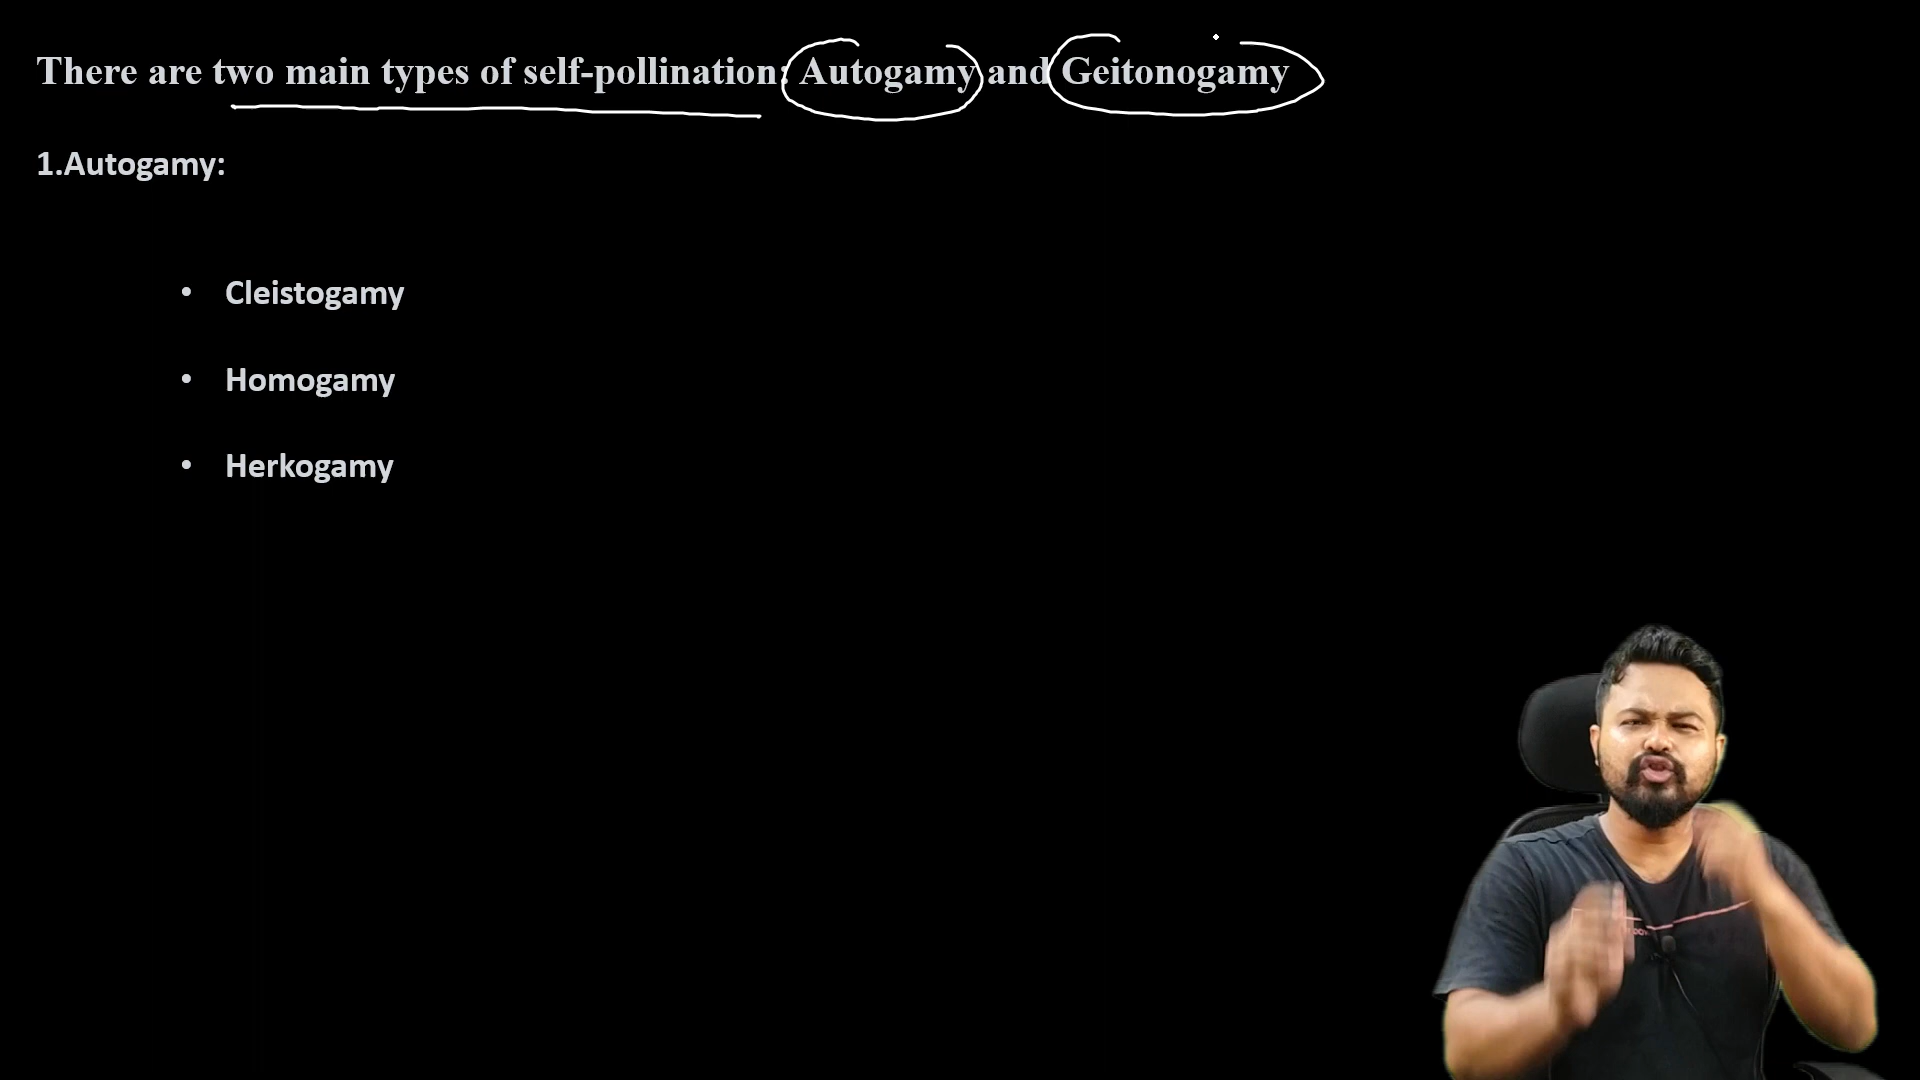 There are two main types of self-pollination: Autogamy and Geitonogamy
1.Autogamy:
• Cleistogamy
• Homogamy
• Herkogamy